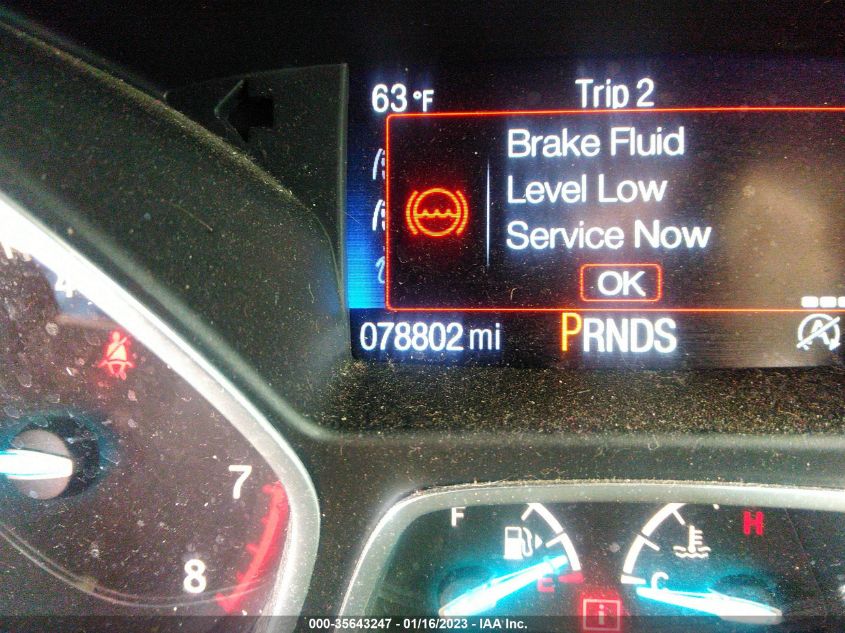 63 °F
Trip 2
Brake Fluid
Level Low
Service Now
OK
078802 mi
PRNDS
A
4
7
8
F
E
H
C
i
000-35643247 - 01/16/2023 - IAA Inc.